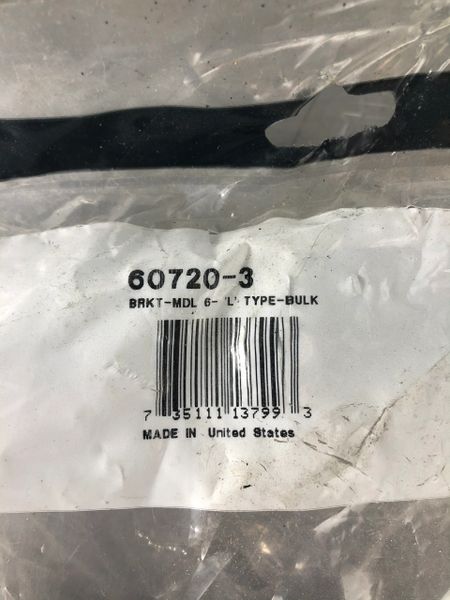 60720-3
BRKT-MDL 6- 'L' TYPE-BULK
7 35111 13799 3
MADE IN United States